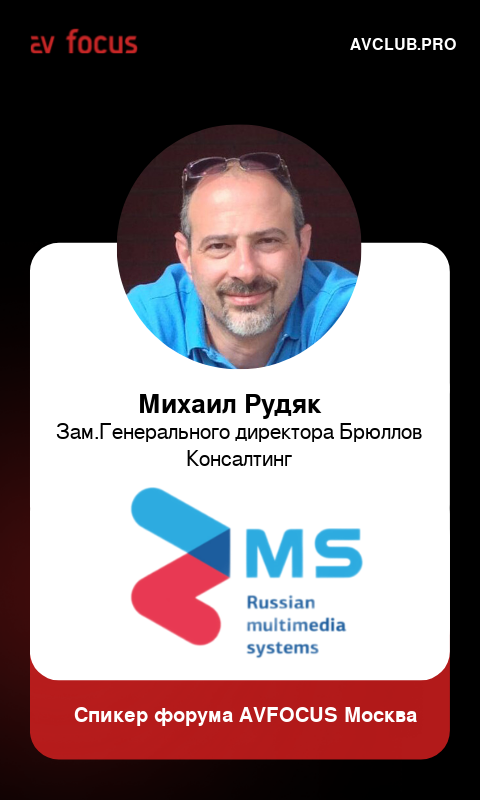 av focus
AVCLUB.PRO
Михаил Рудяк
Зам.Генерального директора Брюллов
Консалтинг
MS
Russian
multimedia
systems
Спикер форума AVFOCUS Москва